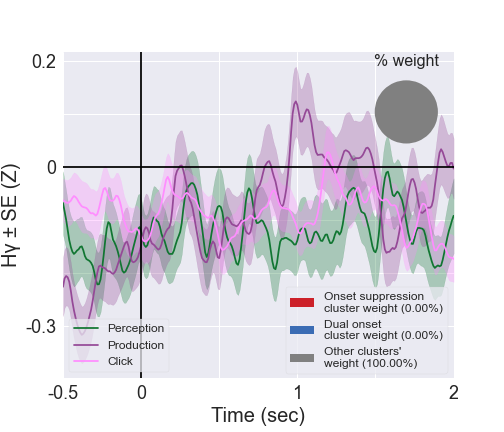 % weight
0.2
0
-0.3
Hγ ± SE (Z)
Perception
Production
Click
Onset suppression
cluster weight (0.00%)
Dual onset
cluster weight (0.00%)
Other clusters'
weight (100.00%)
-0.5 0 1 2
Time (sec)